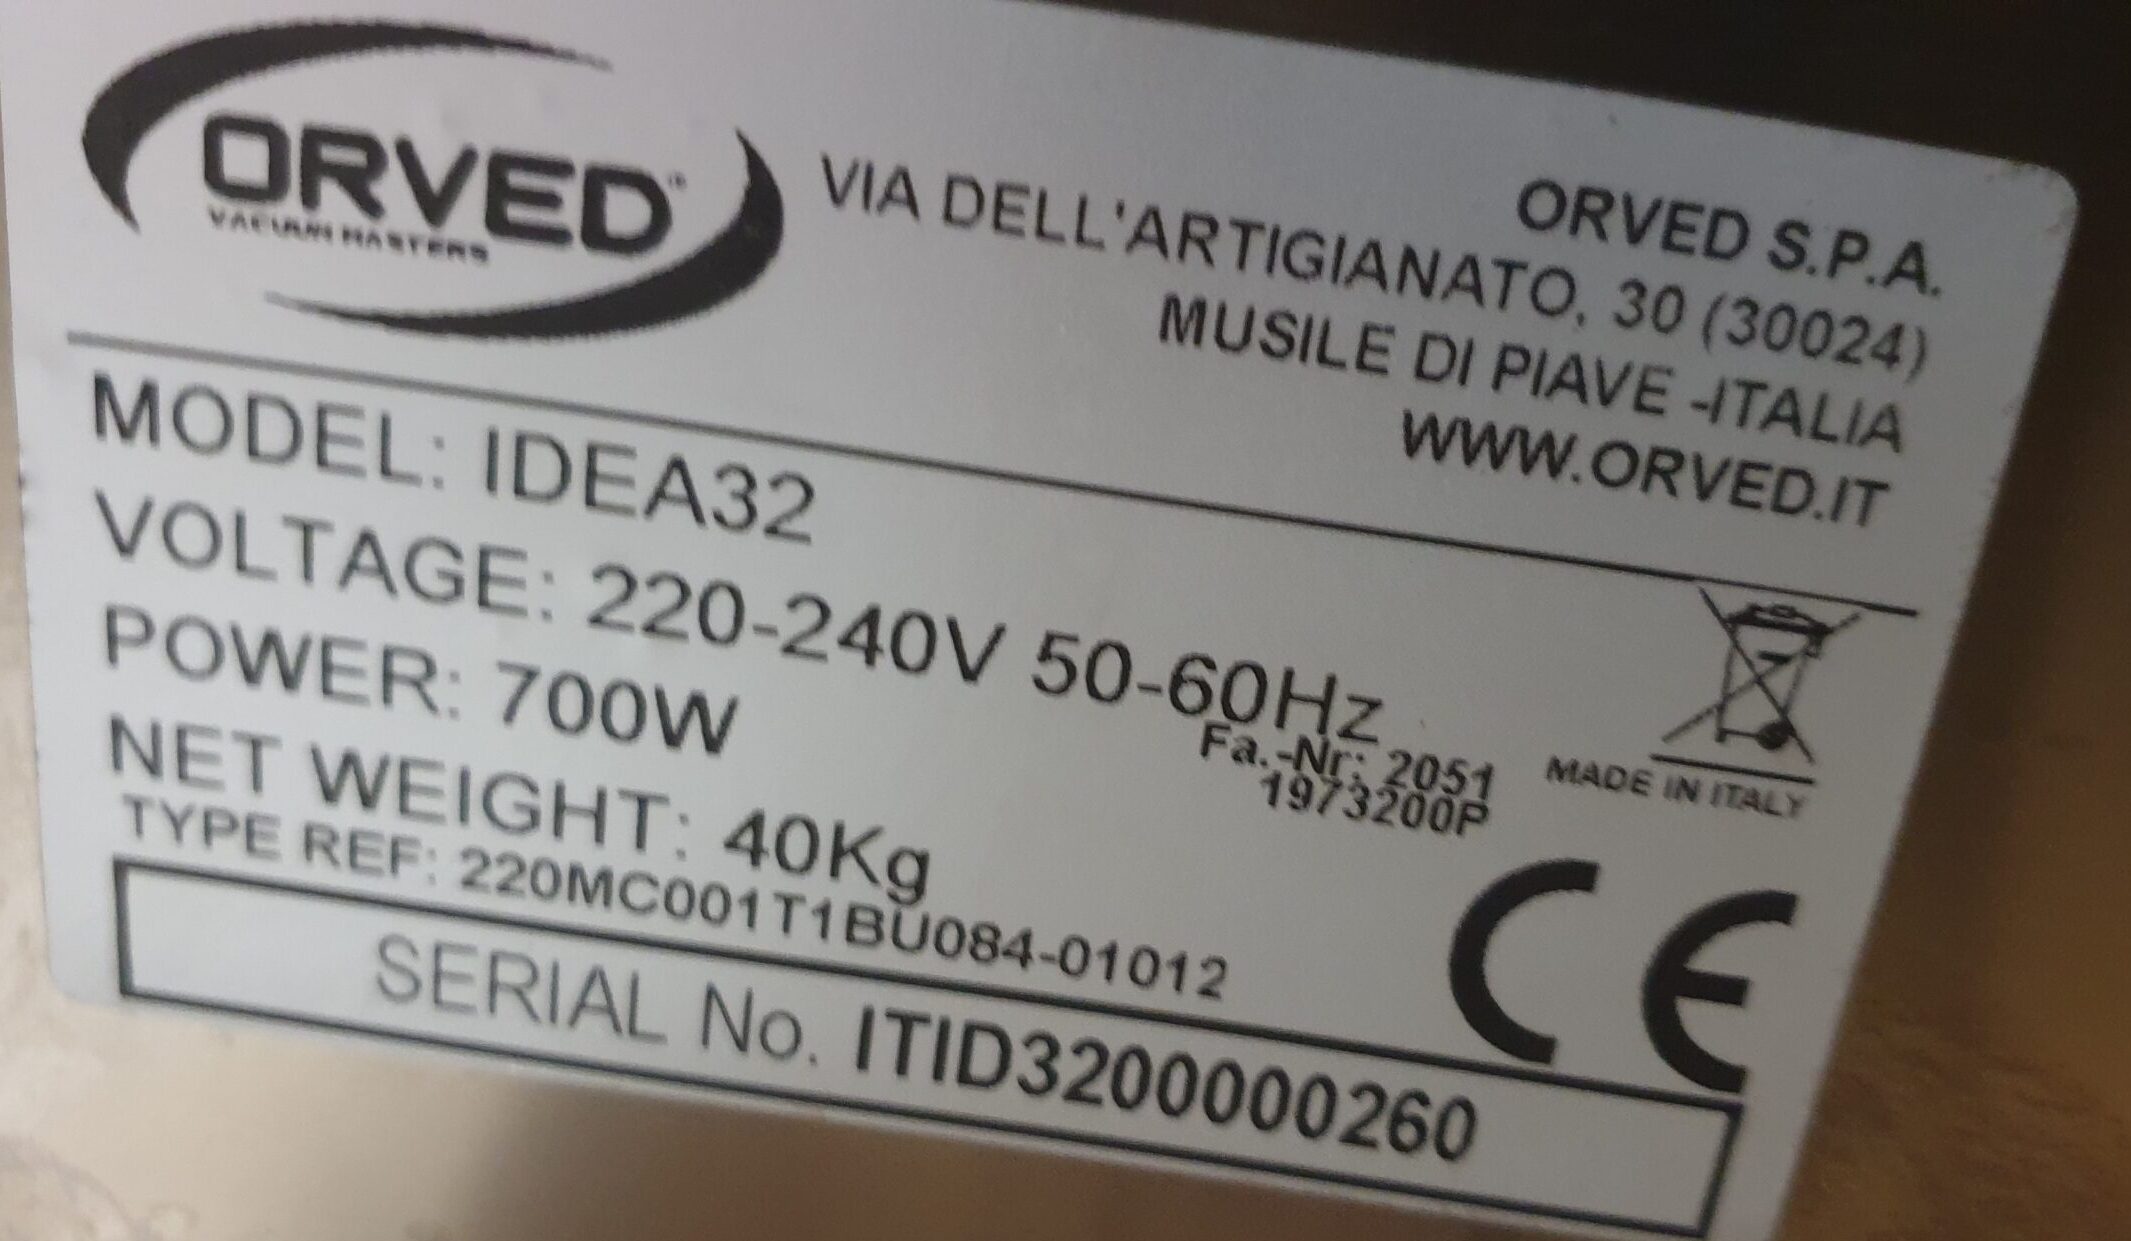 ORVED
VACUUM MASTERS
ORVED S.P.A.
VIA DELL'ARTIGIANATO, 30 (30024)
MUSILE DI PIAVE -ITALIA
WWW.ORVED.IT
MODEL: IDEA32
VOLTAGE: 220-240V 50-60Hz
POWER: 700W
Fa.-Nr: 2051
1973200P
MADE IN ITALY
NET WEIGHT: 40Kg
TYPE REF: 220MC001T1BU084-01012
CE
SERIAL No. ITID3200000260